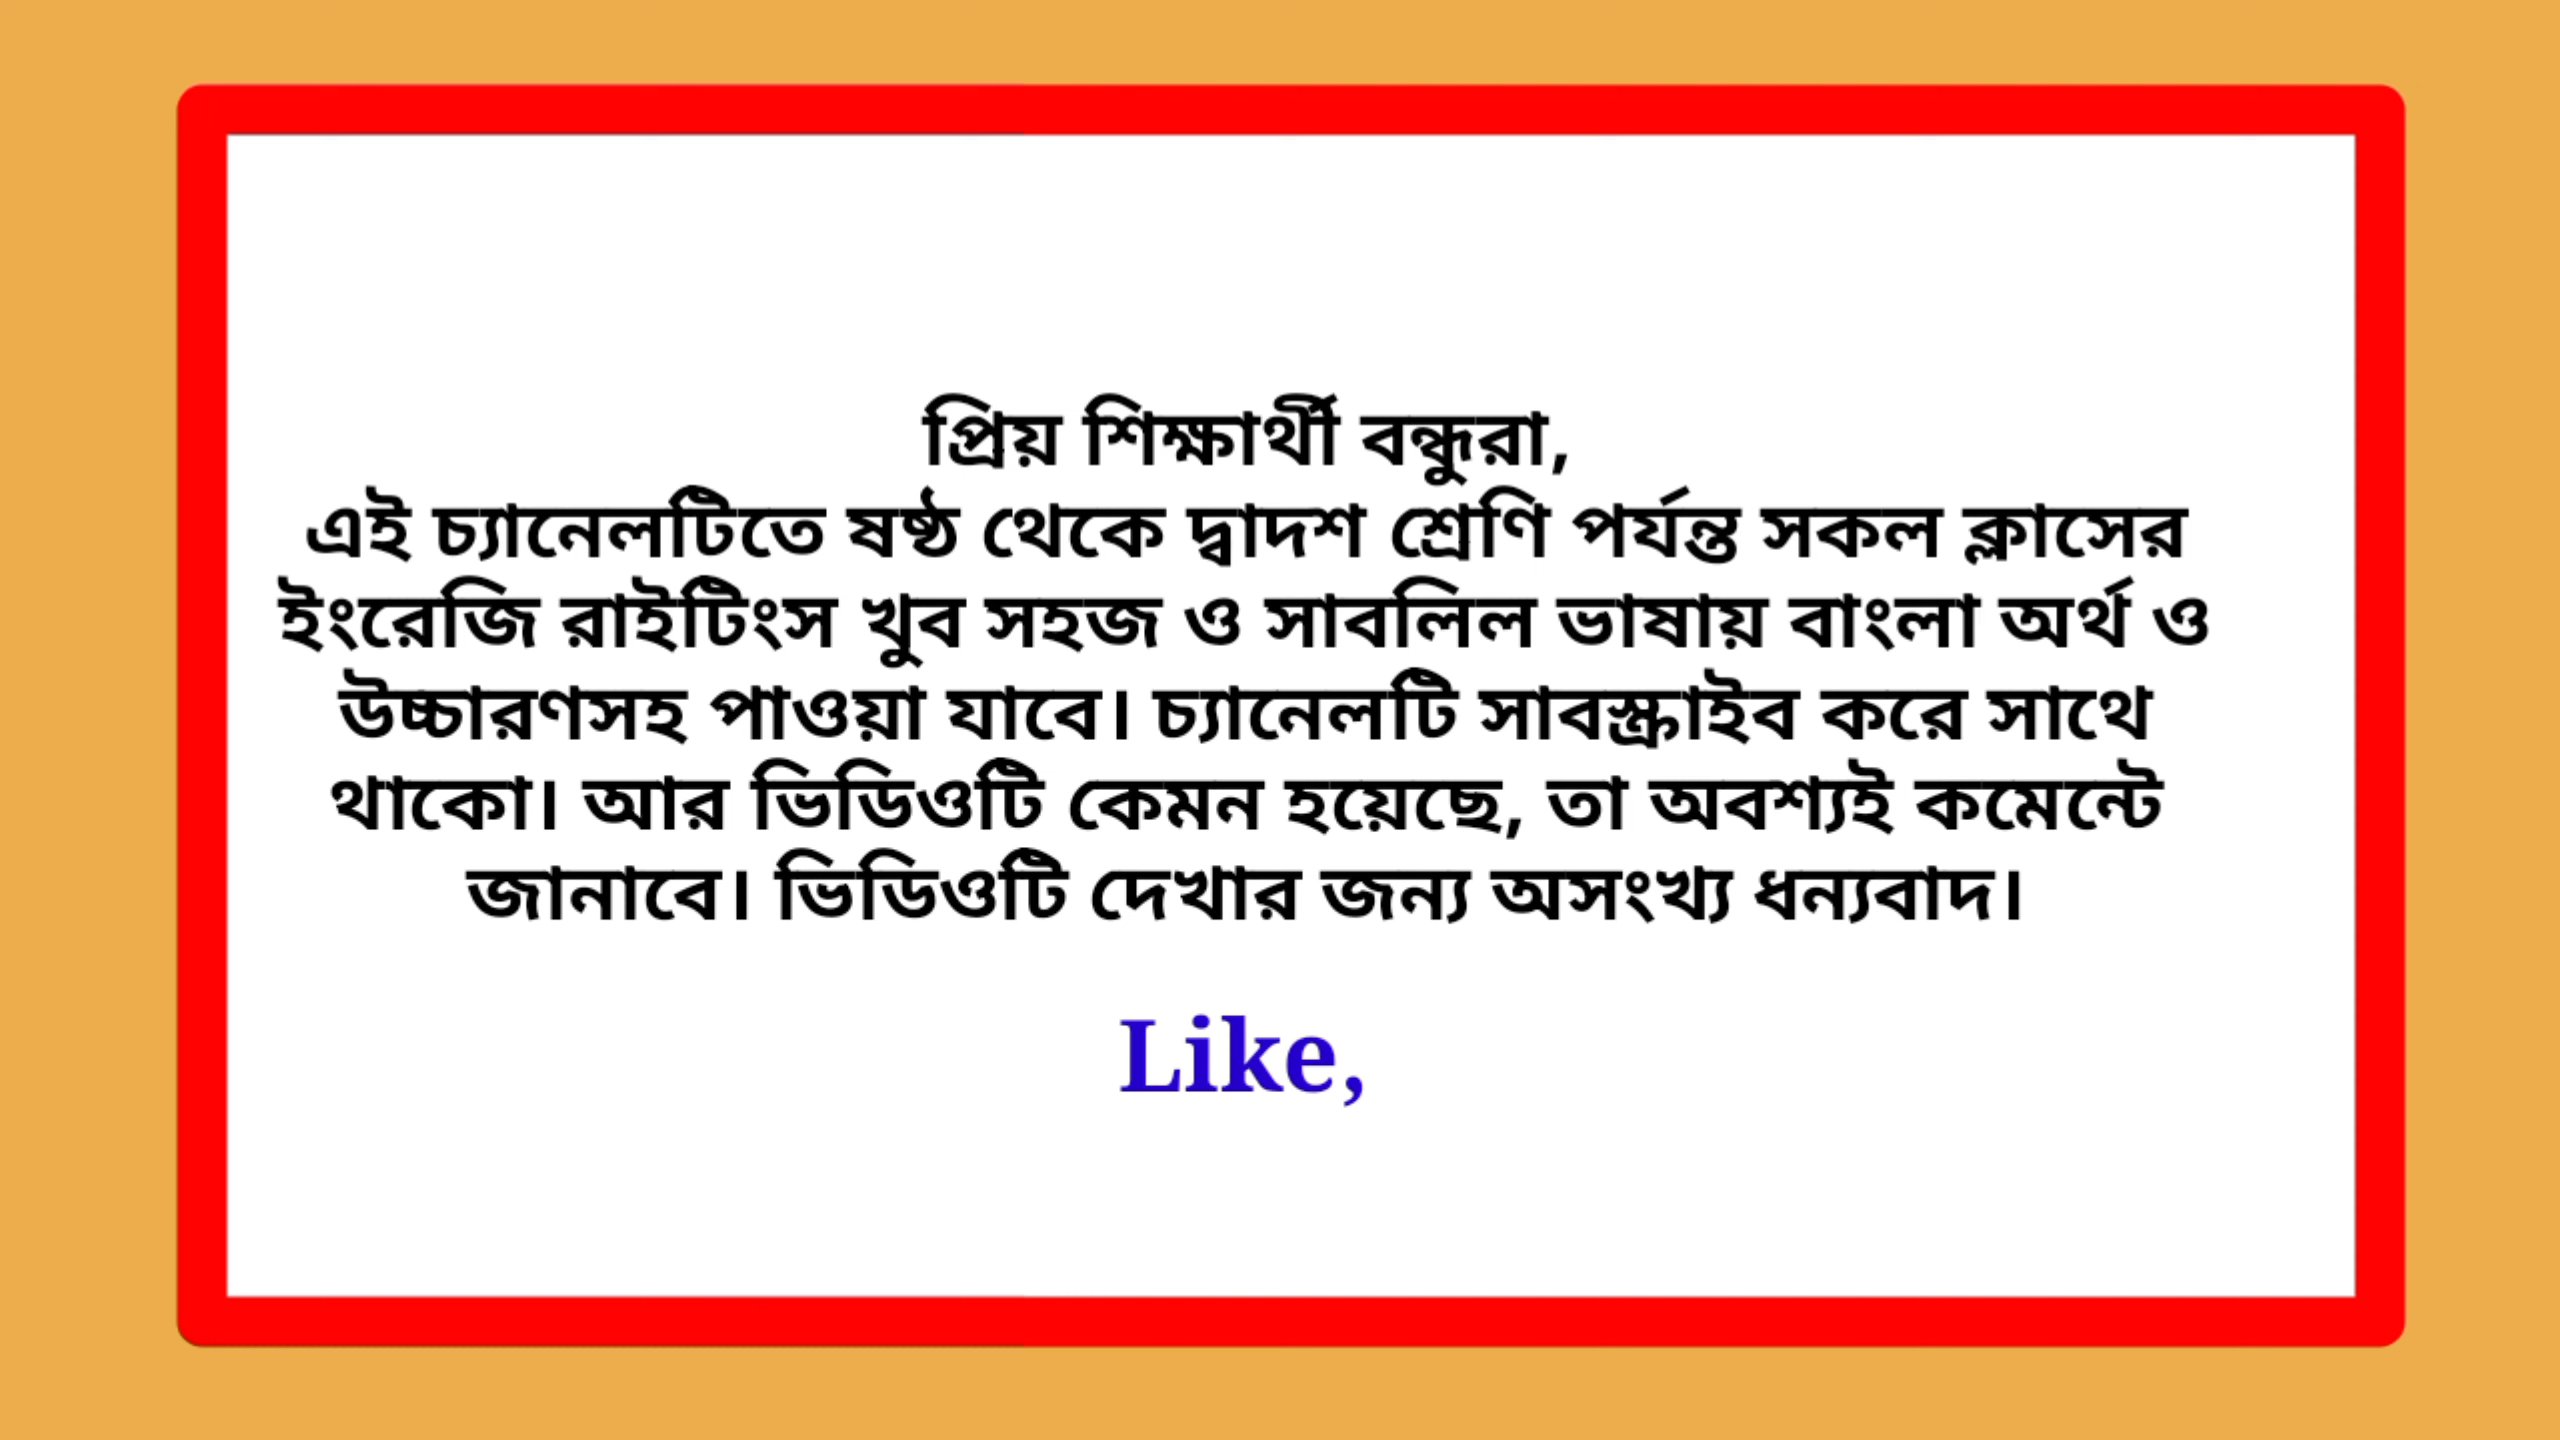 প্রিয় শিক্ষার্থী বন্ধুরা,
এই চ্যানেলটিতে ষষ্ঠ থেকে দ্বাদশ শ্রেণি পর্যন্ত সকল ক্লাসের
ইংরেজি রাইটিংস খুব সহজ ও সাবলিল ভাষায় বাংলা অর্থ ও
উচ্চারণসহ পাওয়া যাবে। চ্যানেলটি সাবস্ক্রাইব করে সাথে
থাকো। আর ভিডিওটি কেমন হয়েছে, তা অবশ্যই কমেন্টে
জানাবে। ভিডিওটি দেখার জন্য অসংখ্য ধন্যবাদ।
Like,